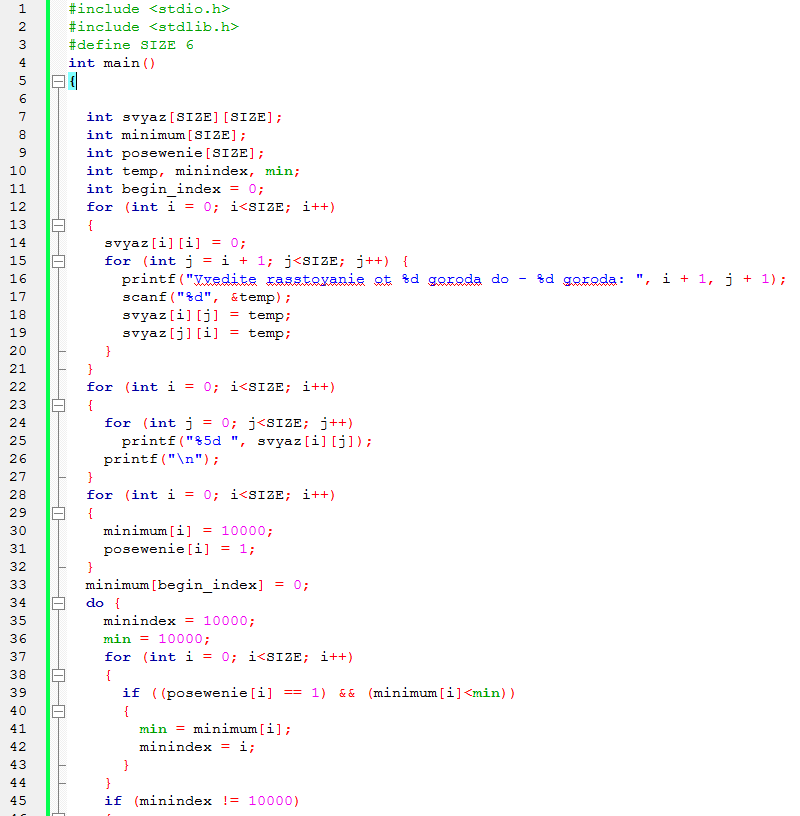 1 #include <stdio.h>
2 #include <stdlib.h>
3 #define SIZE 6
4 int main()
5 {
6
7 int svyaz[SIZE][SIZE];
8 int minimum[SIZE];
9 int posewenie[SIZE];
10 int temp, minindex, min;
11 int begin_index = 0;
12 for (int i = 0; i<SIZE; i++)
13 {
14 svyaz[i][i] = 0;
15 for (int j = i + 1; j<SIZE; j++) {
16 printf("Vvedite rasstoyanie ot %d goroda do - %d goroda: ", i + 1, j + 1);
17 scanf("%d", &temp);
18 svyaz[i][j] = temp;
19 svyaz[j][i] = temp;
20 }
21 }
22 for (int i = 0; i<SIZE; i++)
23 {
24 for (int j = 0; j<SIZE; j++)
25 printf("%5d ", svyaz[i][j]);
26 printf("\n");
27 }
28 for (int i = 0; i<SIZE; i++)
29 {
30 minimum[i] = 10000;
31 posewenie[i] = 1;
32 }
33 minimum[begin_index] = 0;
34 do {
35 minindex = 10000;
36 min = 10000;
37 for (int i = 0; i<SIZE; i++)
38 {
39 if ((posewenie[i] == 1) && (minimum[i]<min))
40 {
41 min = minimum[i];
42 minindex = i;
43 }
44 }
45 if (minindex != 10000)